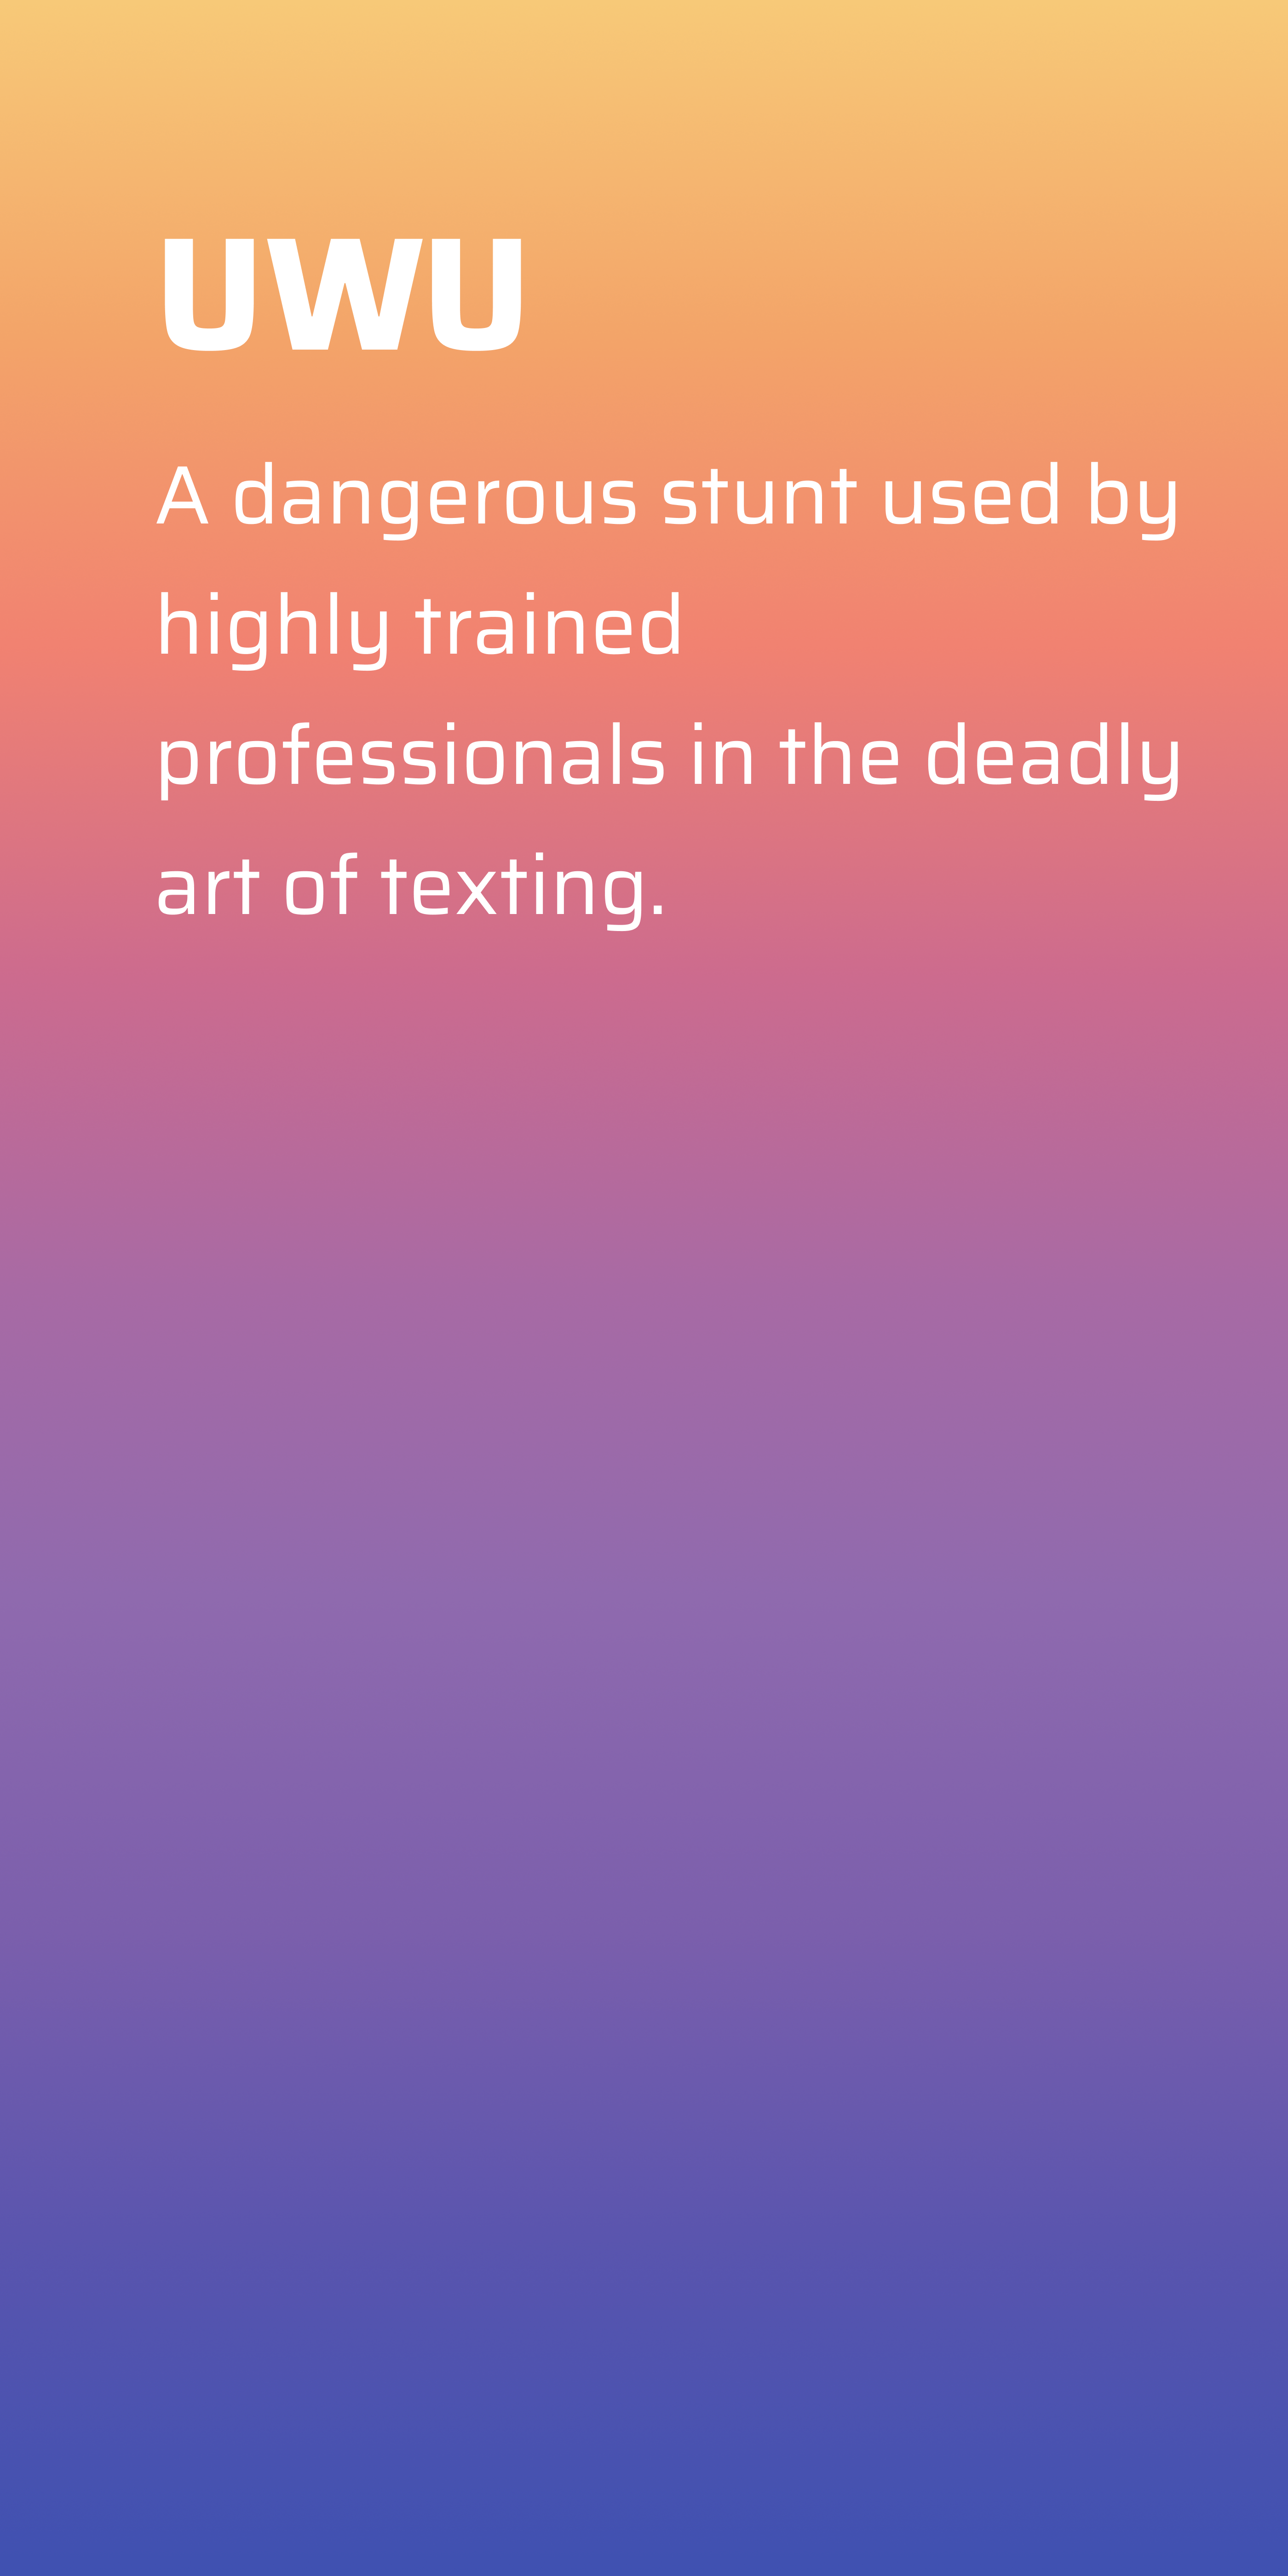 UWU
A dangerous stunt used by
highly trained
professionals in the deadly
art of texting.